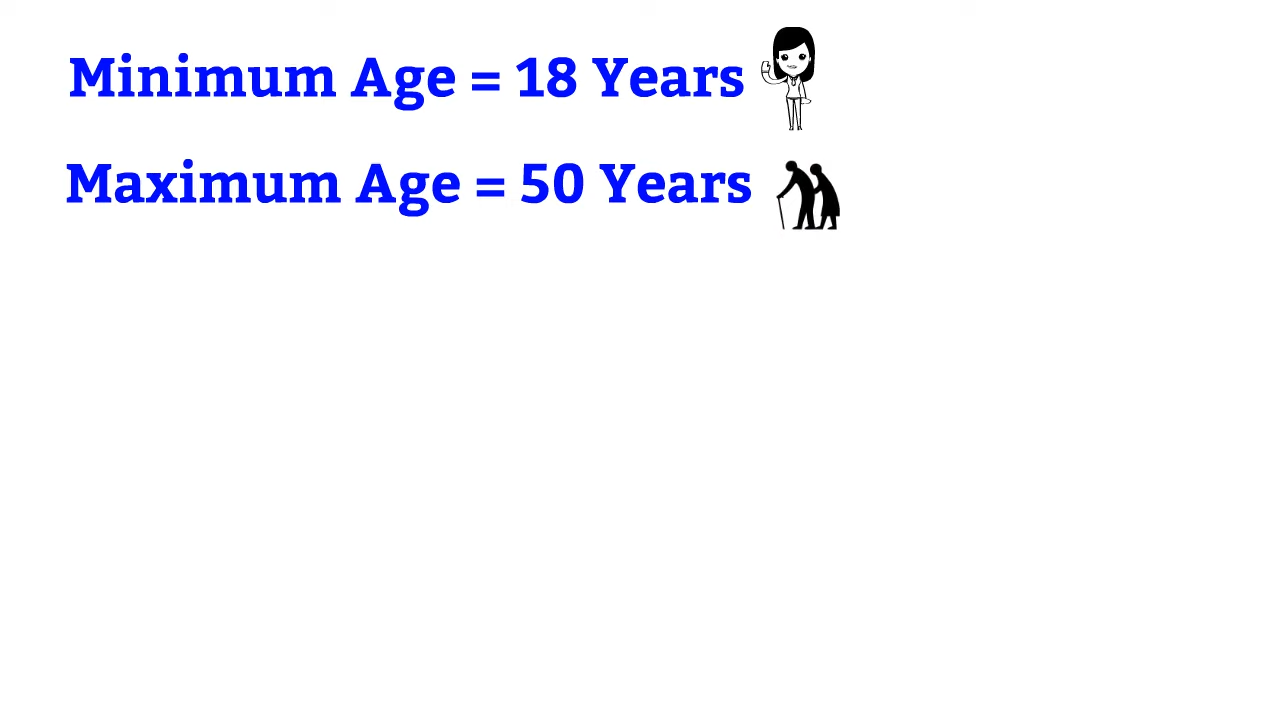 Minimum Age = 18 Years
Maximum Age = 50 Years